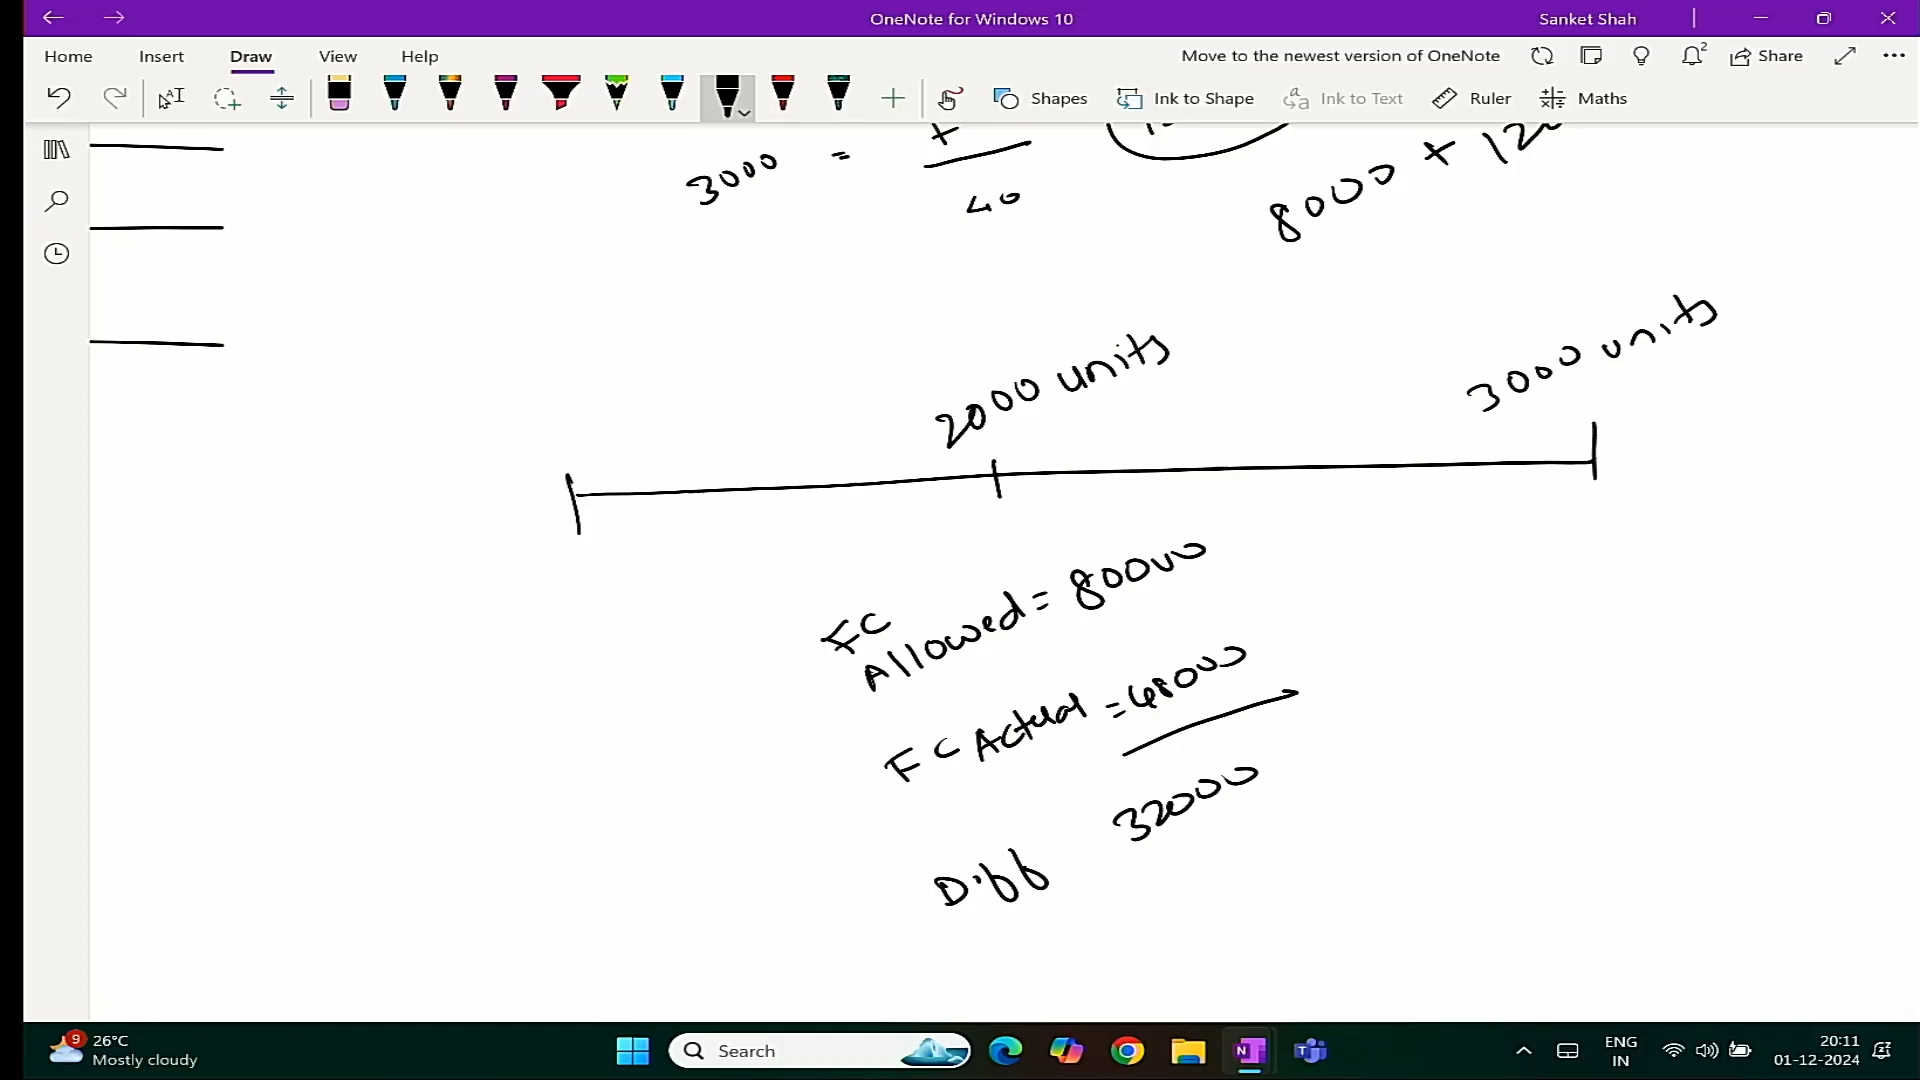 OneNote for Windows 10
Sanket Shah
Home Insert Draw View Help
Move to the newest version of OneNote
2
Share
Shapes
Ink to Shape
Ink to Text
Ruler
Maths
3000 =
40
8000 +
2000 units
3000 units
FC
Allowed = 80000
FC Actual = 48000
32000
Diff
9
26°C
Mostly cloudy
Search
ENG
IN
20:11
01-12-2024